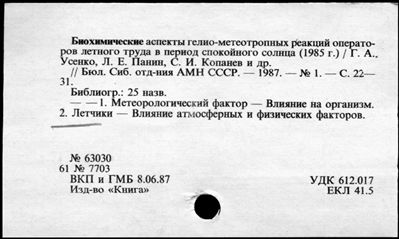 Биохимические аспекты гелио-метеотропных реакций операто-
ров летного труда в период спокойного солнца (1985 г.) / Г. А.
Усенко, Л. Е. Панин, С. И. Копанев и др.
// Бюл. Сиб. отд-ния АМН СССР. — 1987. — № 1. — С. 22—
31.
Библиогр.: 25 назв.
— — 1. Метеорологический фактор — Влияние на организм.
2. Летчики — Влияние атмосферных и физических факторов.
№ 63030
61 № 7703
ВКП и ГМБ 8.06.87
УДК 612.017
Изд-во «Книга»
ЕКЛ 41.5